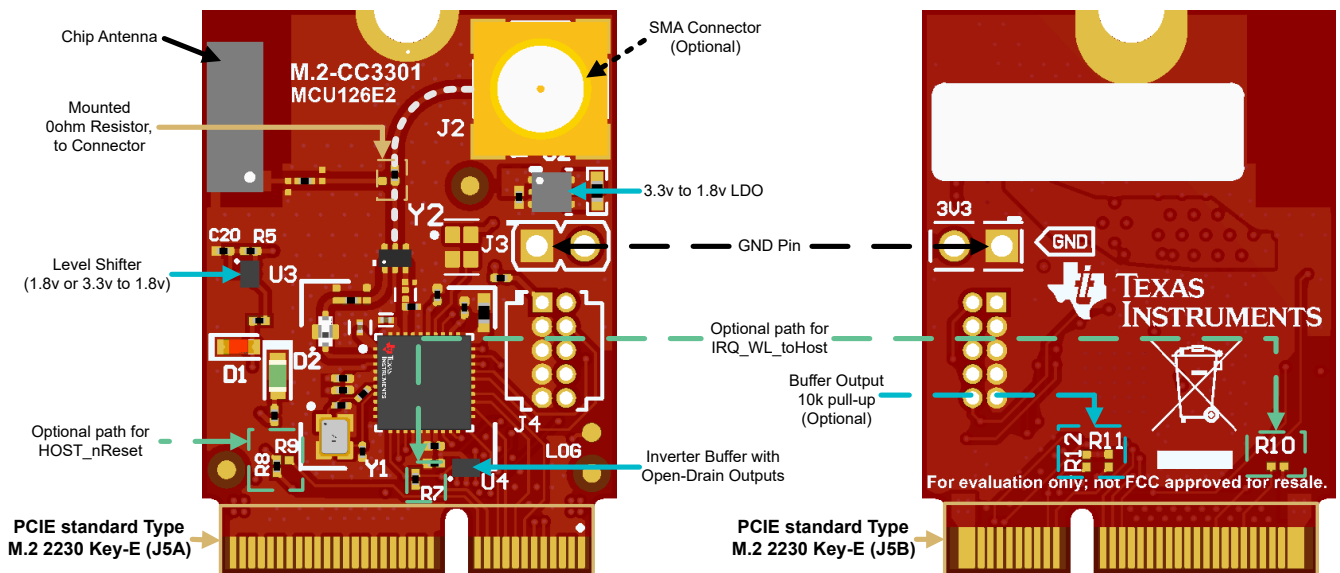 Chip Antenna
M.2-CC3301
MCU126E2
SMA Connector
(Optional)
Mounted
0ohm Resistor,
to Connector
J2
3.3v to 1.8v LDO
Y2
J3
3V3
GND
GND Pin
C20
R5
U3
Level Shifter
(1.8v or 3.3v to 1.8v)
TEXAS
INSTRUMENTS
Optional path for
IRQ_WL_toHost
TEXAS
INSTRUMENTS
D1
D2
Buffer Output
10k pull-up
(Optional)
J4
Optional path for
HOST_nReset
R8
R9
Y1
R7
U4
LOG
Inverter Buffer with
Open-Drain Outputs
R12
R11
R10
For evaluation only; not FCC approved for resale.
PCIE standard Type
M.2 2230 Key-E (J5A)
PCIE standard Type
M.2 2230 Key-E (J5B)